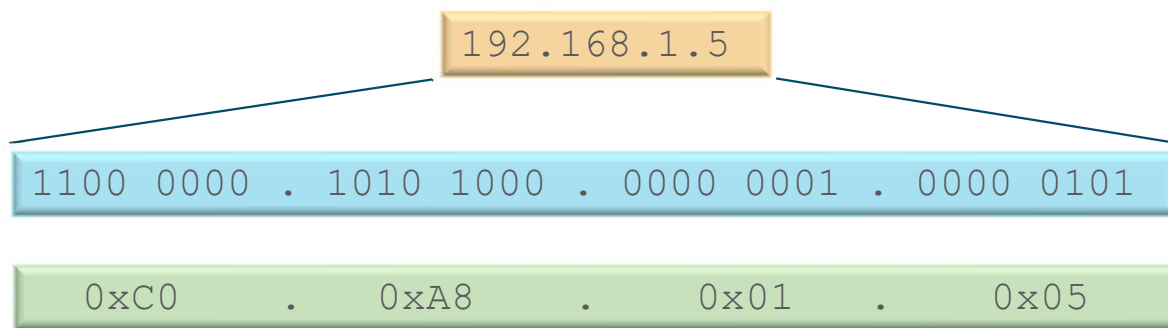 192.168.1.5
1100 0000 . 1010 1000 . 0000 0001 . 0000 0101
0xC0 . 0xA8 . 0x01 . 0x05